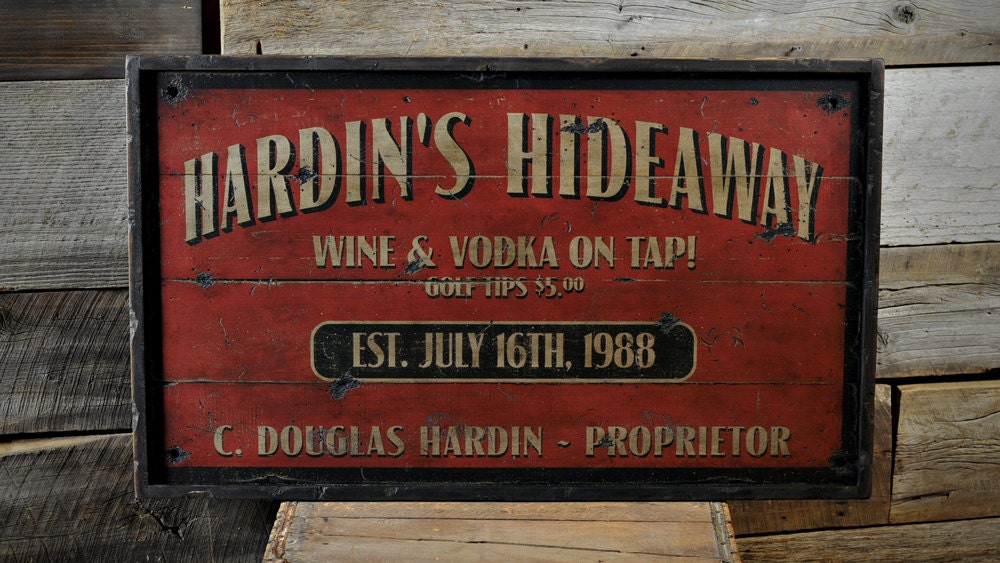 HARDIN'S HIDEAWAY
WINE & VODKA ON TAP!
GOLF TIPS $5.00
EST. JULY 16TH, 1988
C. DOUGLAS HARDIN - PROPRIETOR